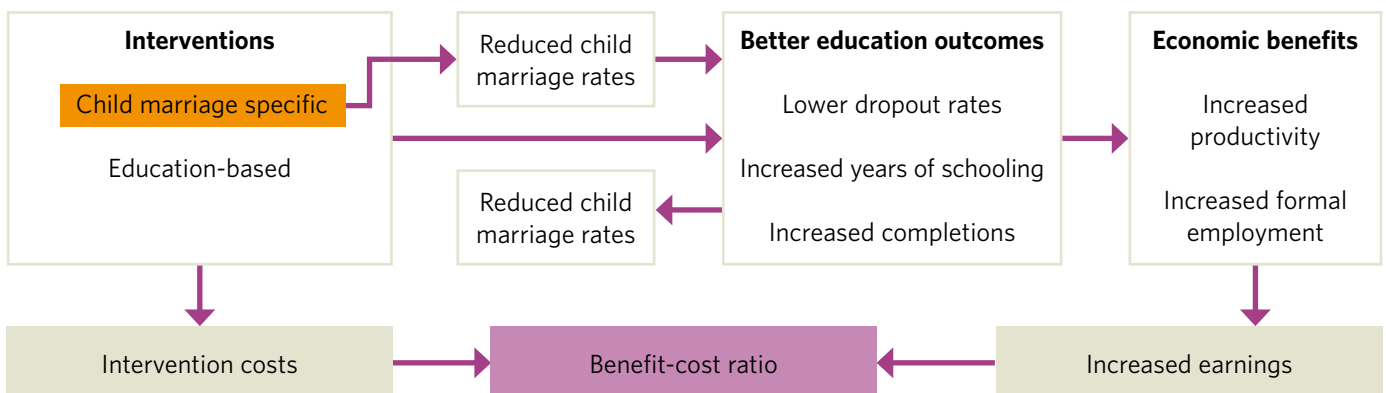 Interventions
Child marriage specific
Education-based
Reduced child
marriage rates
Reduced child
marriage rates
Better education outcomes
Lower dropout rates
Increased years of schooling
Increased completions
Economic benefits
Increased
productivity
Increased formal
employment
Intervention costs
Benefit-cost ratio
Increased earnings